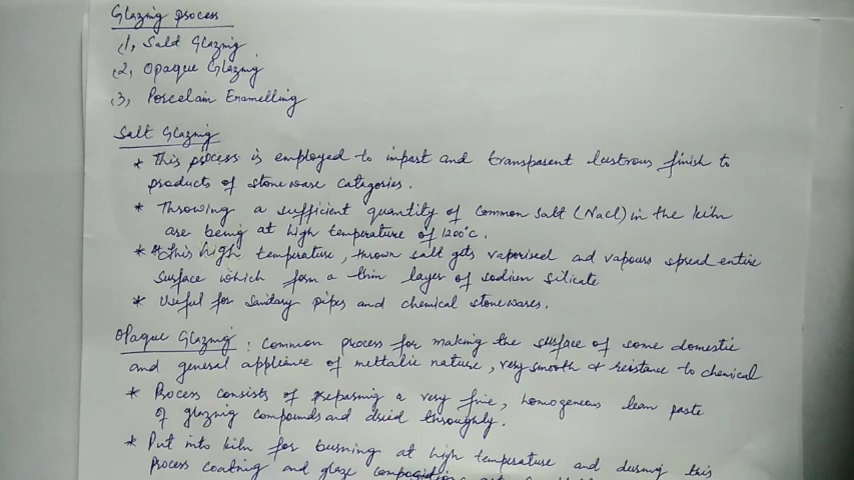 Glazing process
(1, Salt Glazing
(2, Opaque Glazing
(3, Porcelain Enamelling
Salt Glazing
* This process is employed to impart and transparent lustrous finish to
products of stoneware categories.
* Throwing a sufficient quantity of common salt (Nacl) in the kiln
are being at high temperature of 1200°C.
* At this high temperature, thrown salt gets vaporised and vapours spread entire
surface which form a thin layer of sodium silicate
* Useful for sanitary pipes and chemical stonewares.
Opaque Glazing : Common process for making the surface of some domestic
and general applience of mettalic nature, very smooth & reistance to chemical
* Process consists of preparing a very fine, homogeneous lean paste
of glazing compounds and dried throughly.
* Put into kiln for burning at high temperature and during this
process coating and glaze